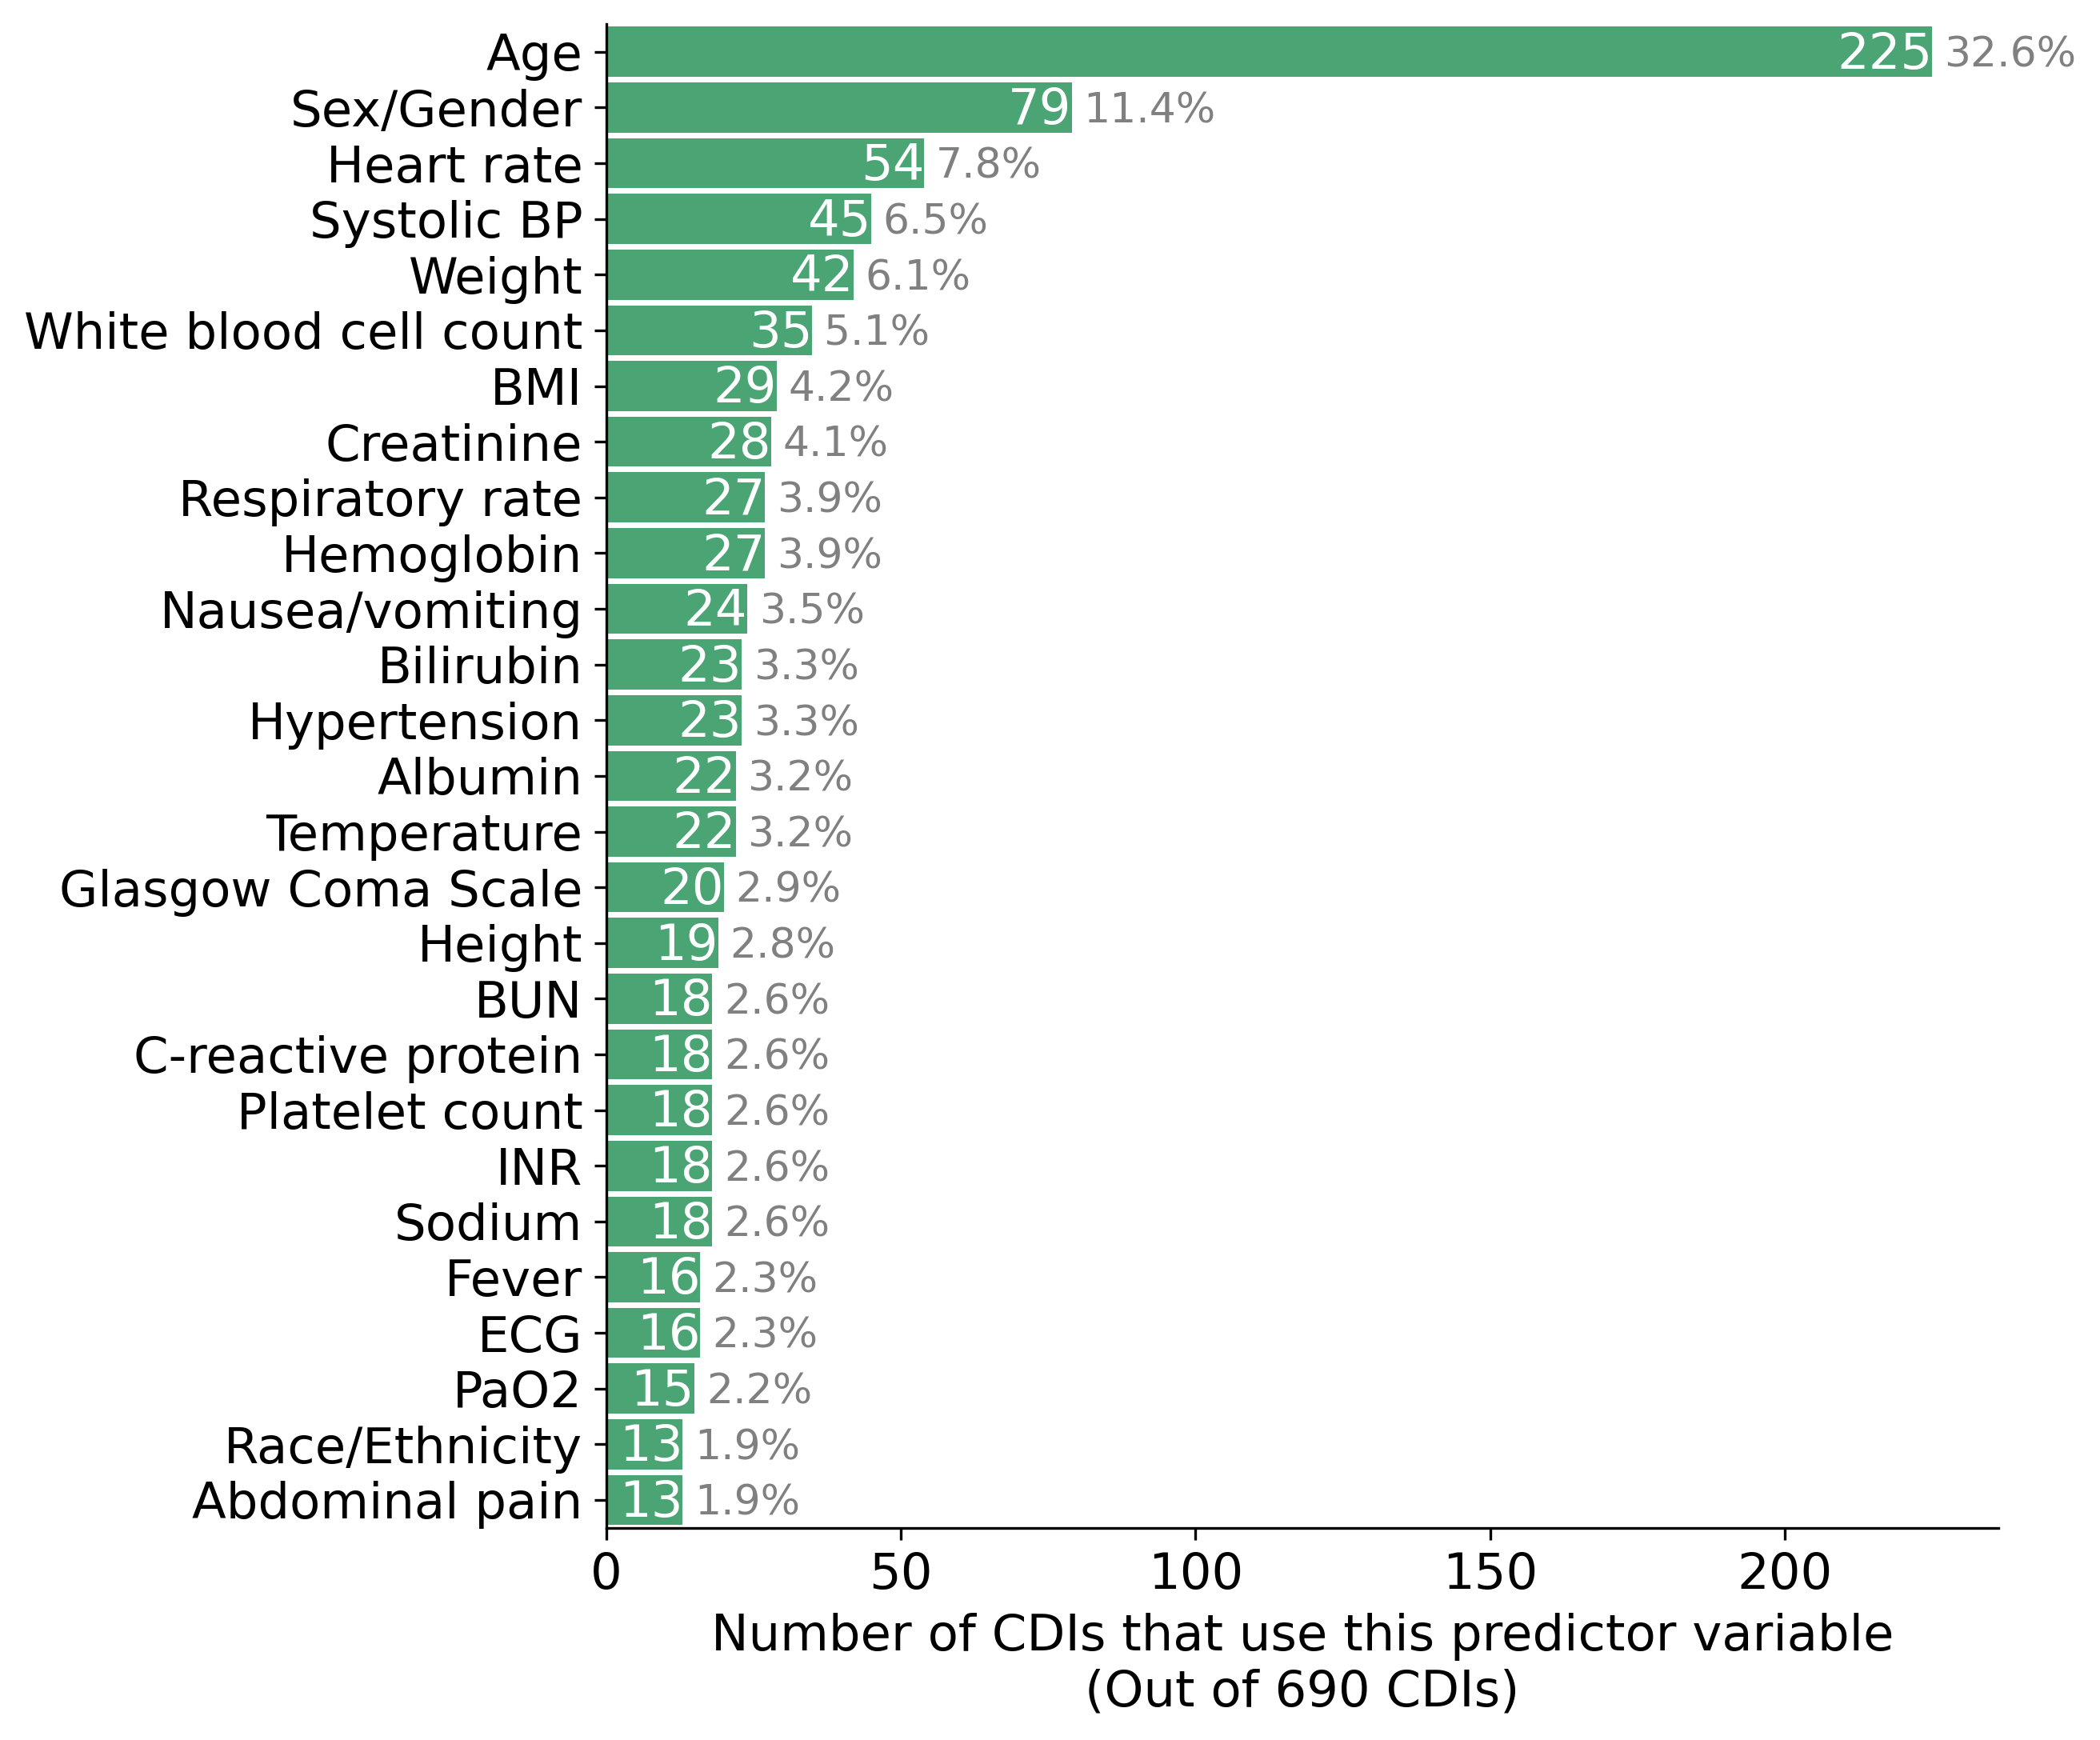 Age 225 32.6%
Sex/Gender 79 11.4%
Heart rate 54 7.8%
Systolic BP 45 6.5%
Weight 42 6.1%
White blood cell count 35 5.1%
BMI 29 4.2%
Creatinine 28 4.1%
Respiratory rate 27 3.9%
Hemoglobin 27 3.9%
Nausea/vomiting 24 3.5%
Bilirubin 23 3.3%
Hypertension 23 3.3%
Albumin 22 3.2%
Temperature 22 3.2%
Glasgow Coma Scale 20 2.9%
Height 19 2.8%
BUN 18 2.6%
C-reactive protein 18 2.6%
Platelet count 18 2.6%
INR 18 2.6%
Sodium 18 2.6%
Fever 16 2.3%
ECG 16 2.3%
PaO2 15 2.2%
Race/Ethnicity 13 1.9%
Abdominal pain 13 1.9%
0 50 100 150 200
Number of CDIs that use this predictor variable
(Out of 690 CDIs)